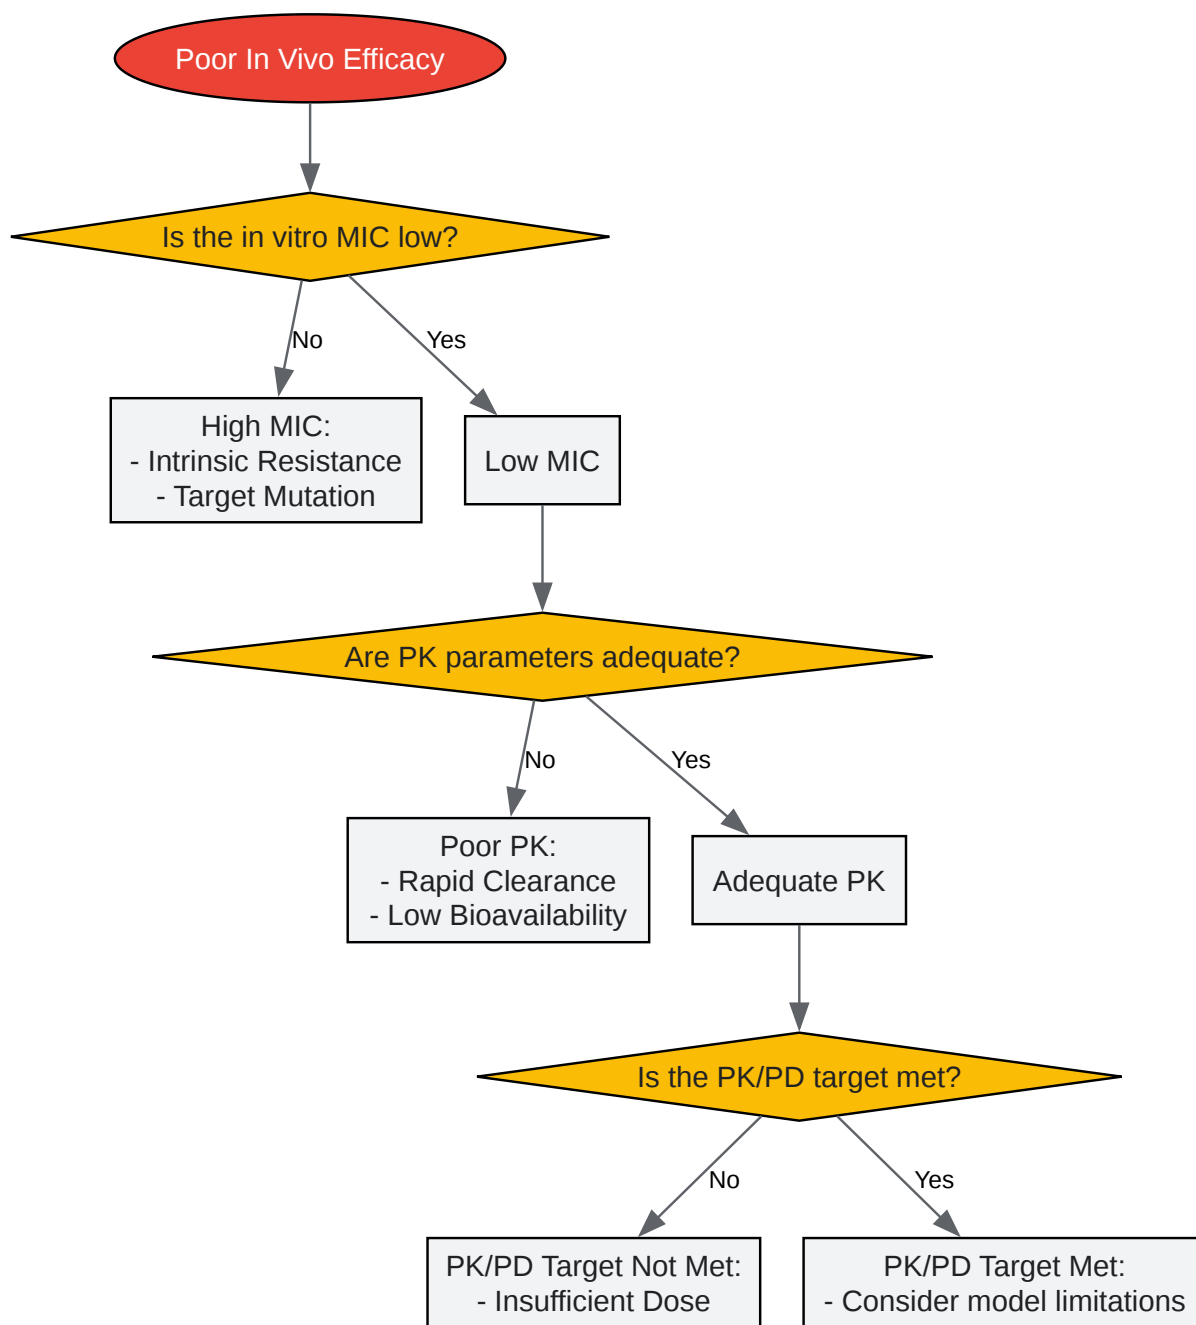 Poor In Vivo Efficacy
Is the in vitro MIC low?
No
Yes
High MIC:
- Intrinsic Resistance
- Target Mutation
Low MIC
Are PK parameters adequate?
No
Yes
Poor PK:
- Rapid Clearance
- Low Bioavailability
Adequate PK
Is the PK/PD target met?
No
Yes
PK/PD Target Not Met:
- Insufficient Dose
PK/PD Target Met:
- Consider model limitations